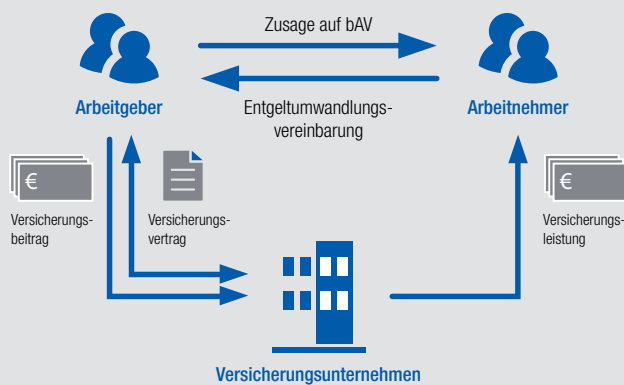 Zusage auf bAV
Arbeitgeber
Arbeitnehmer
Entgeltumwandlungs-
vereinbarung
€
€
Versicherungs-
beitrag
Versicherungs-
vertrag
Versicherungs-
leistung
Versicherungsunternehmen